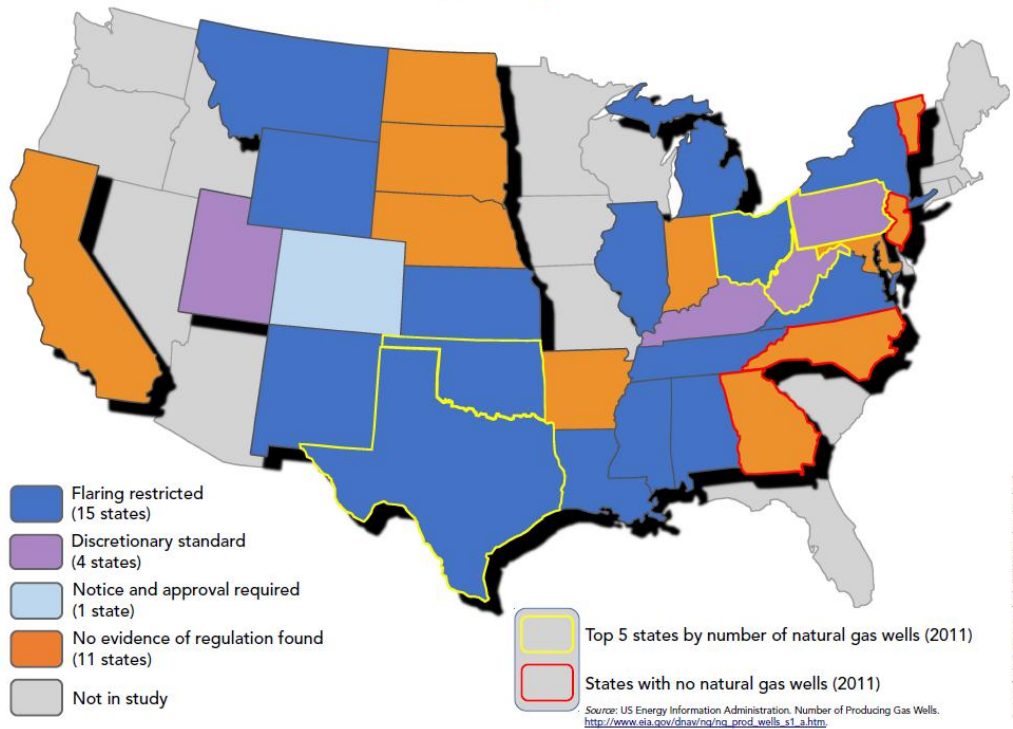 Flaring restricted
(15 states)
Discretionary standard
(4 states)
Notice and approval required
(1 state)
No evidence of regulation found
(11 states)
Not in study
Top 5 states by number of natural gas wells (2011)
States with no natural gas wells (2011)
Source: US Energy Information Administration. Number of Producing Gas Wells.
http://www.eia.gov/dnav/ng/ng_prod_wells_s1_a.htm.